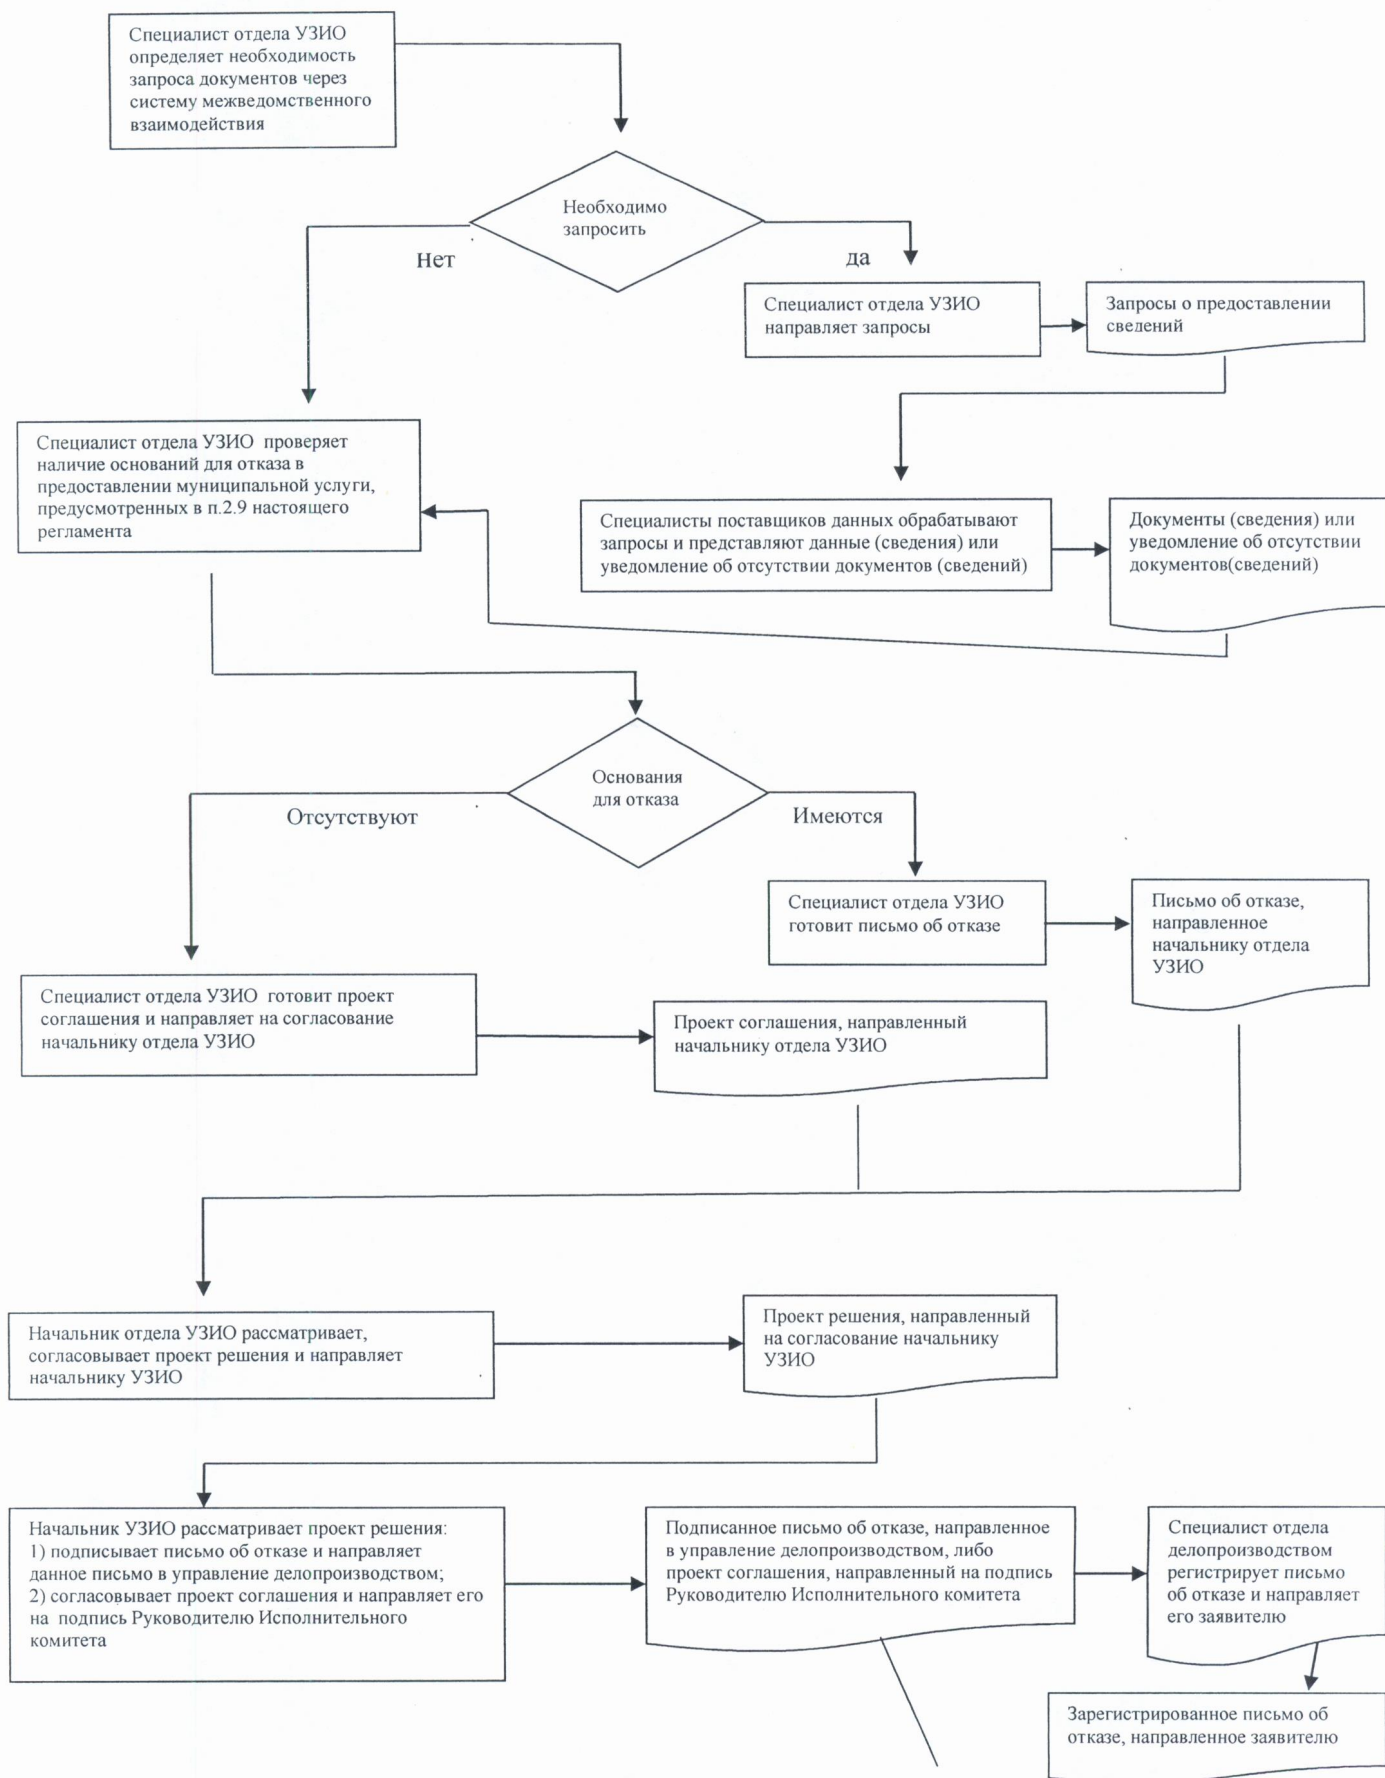 Специалист отдела УЗИО
определяет необходимость
запроса документов через
систему межведомственного
взаимодействия
Необходимо
запросить
Нет
да
Специалист отдела УЗИО
направляет запросы
Запросы о предоставлении
сведений
Специалист отдела УЗИО проверяет
наличие оснований для отказа в
предоставлении муниципальной услуги,
предусмотренных в п.2.9 настоящего
регламента
Специалисты поставщиков данных обрабатывают
запросы и представляют данные (сведения) или
уведомление об отсутствии документов (сведений)
Документы (сведения) или
уведомление об отсутствии
документов(сведений)
Основания
для отказа
Отсутствуют
Имеются
Специалист отдела УЗИО
готовит письмо об отказе
Письмо об отказе,
направленное
начальнику отдела
УЗИО
Специалист отдела УЗИО готовит проект
соглашения и направляет на согласование
начальнику отдела УЗИО
Проект соглашения, направленный
начальнику отдела УЗИО
Начальник отдела УЗИО рассматривает,
согласовывает проект решения и направляет
начальнику УЗИО
Проект решения, направленный
на согласование начальнику
УЗИО
Начальник УЗИО рассматривает проект решения:
1) подписывает письмо об отказе и направляет
данное письмо в управление делопроизводством;
2) согласовывает проект соглашения и направляет его
на подпись Руководителю Исполнительного
комитета
Подписанное письмо об отказе, направленное
в управление делопроизводством, либо
проект соглашения, направленный на подпись
Руководителю Исполнительного комитета
Специалист отдела
делопроизводством
регистрирует письмо
об отказе и направляет
его заявителю
Зарегистрированное письмо об
отказе, направленное заявителю